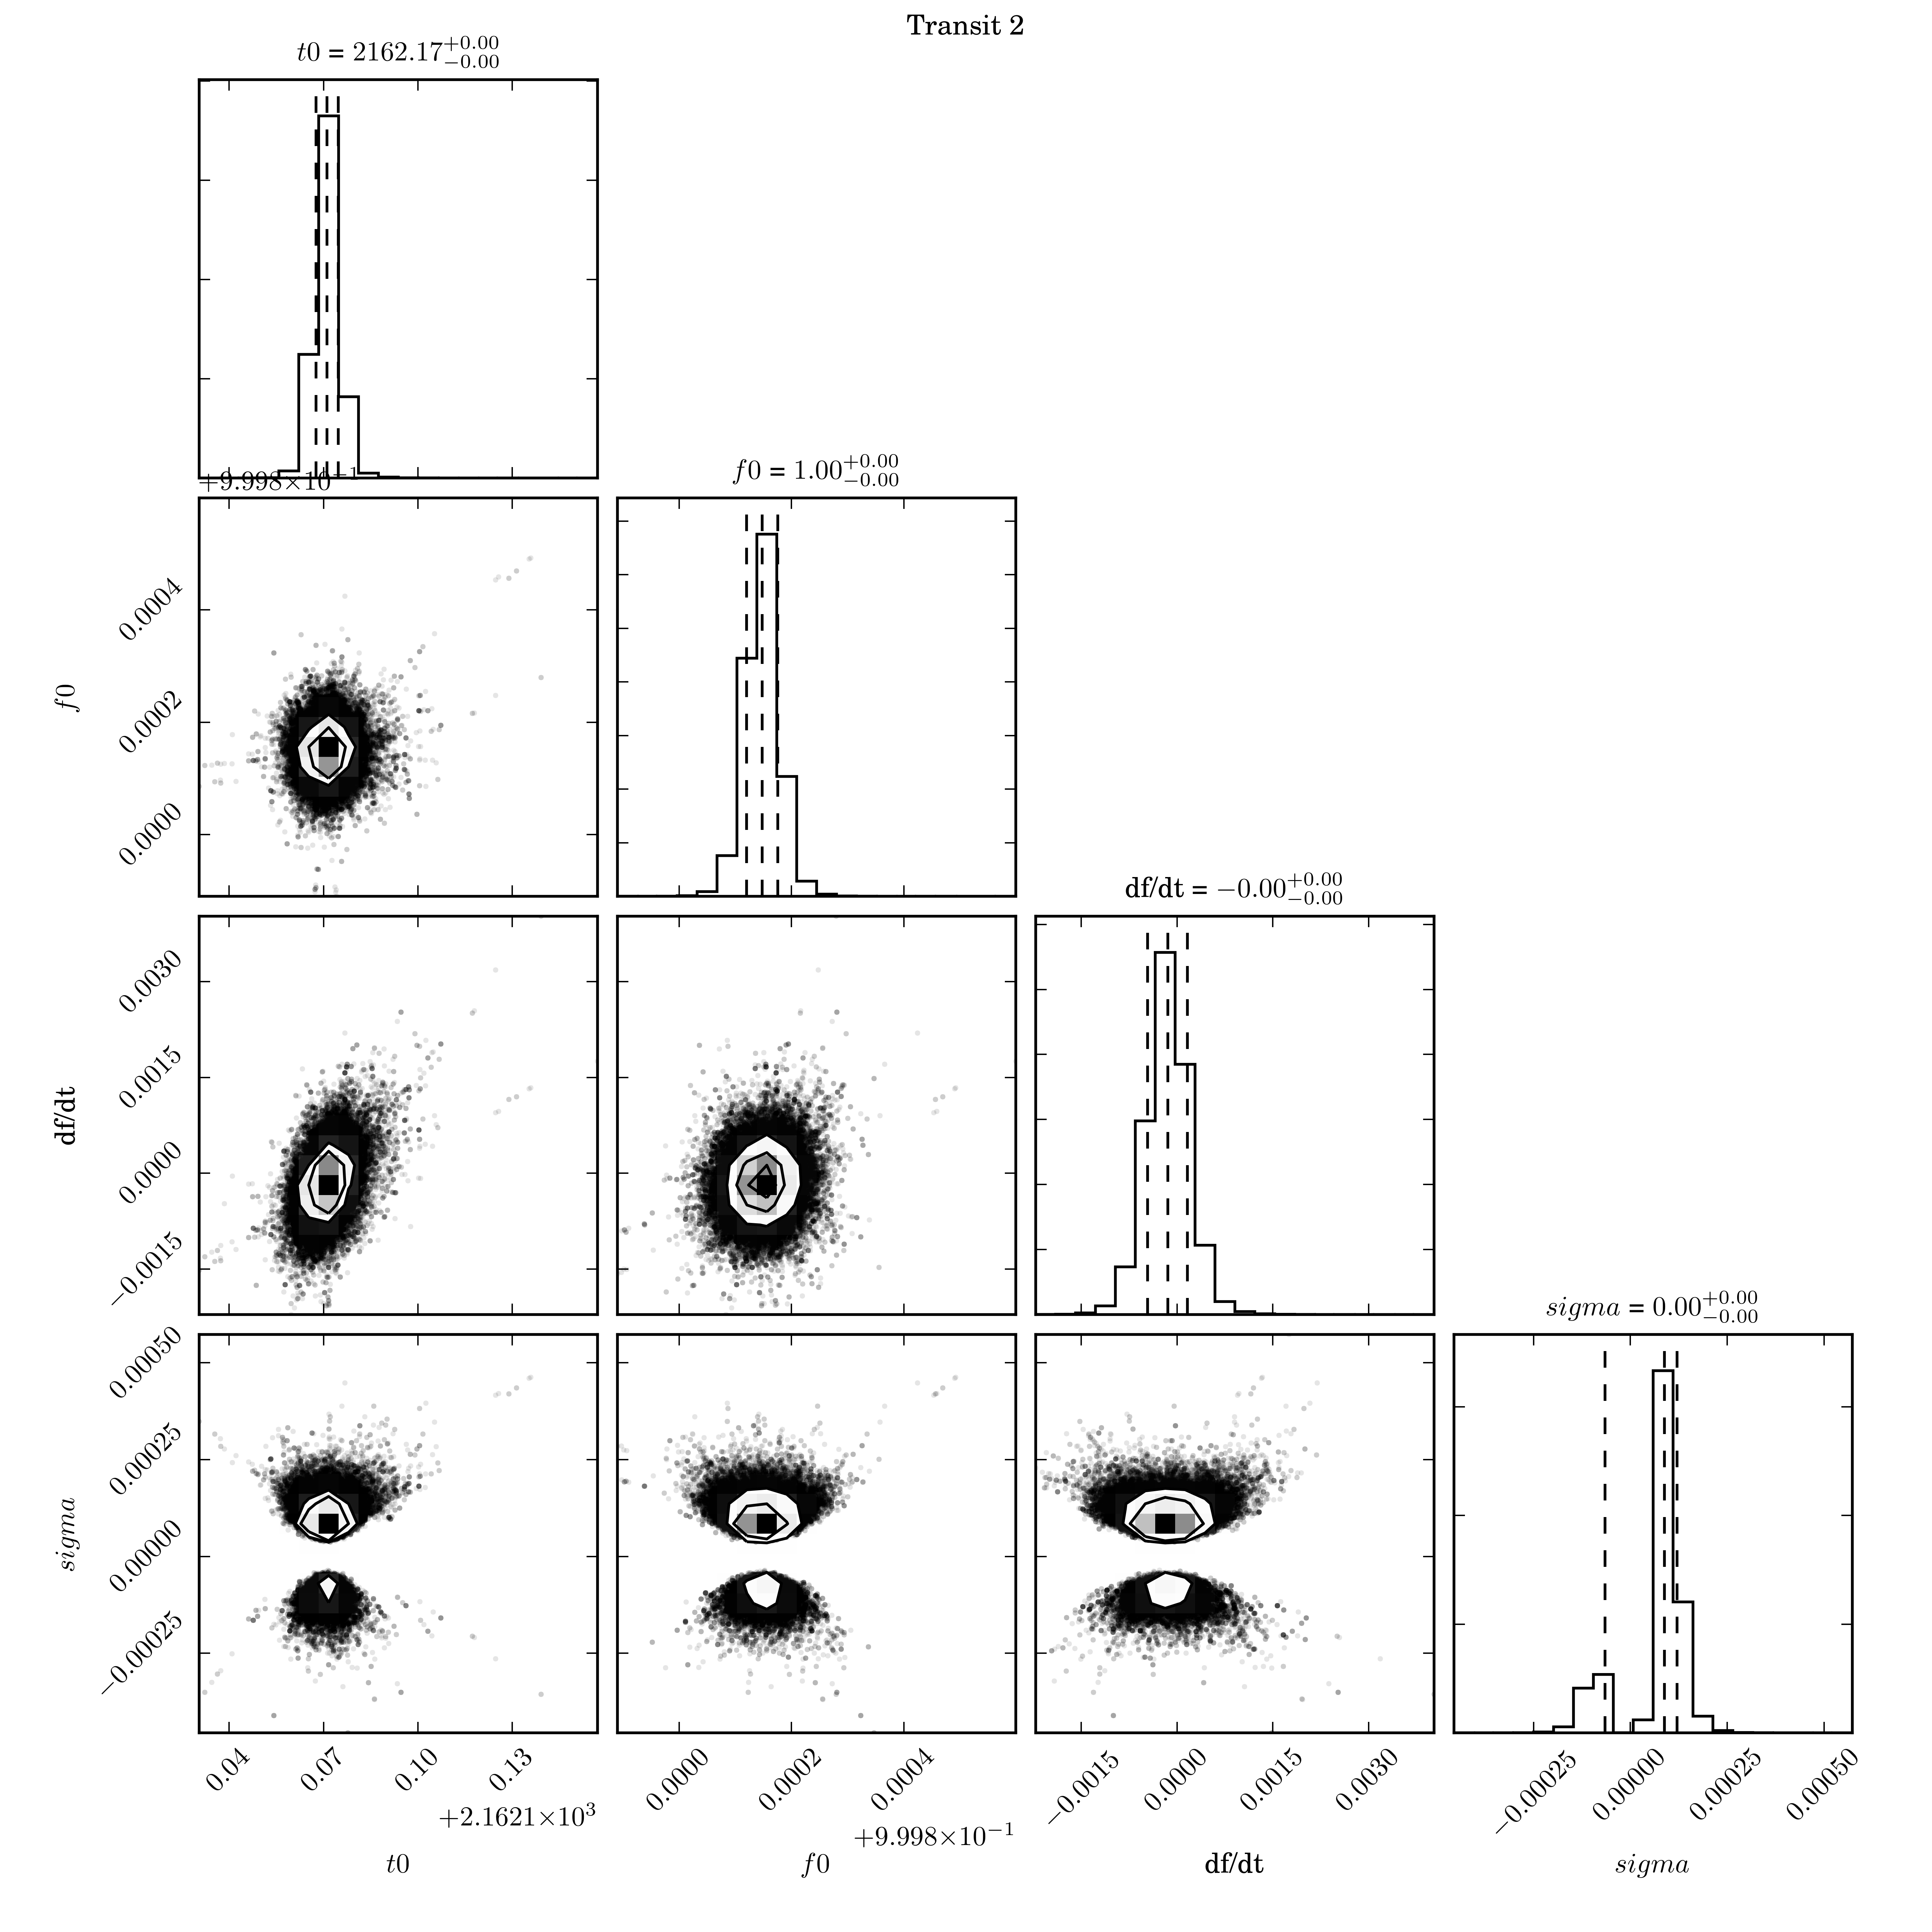 Transit 2
t0 = 2162.17+0.00 −0.00
+9.998×10−1
f0 = 1.00+0.00 −0.00
0.0004
0.0002
0.0000
f0
df/dt = −0.00+0.00 −0.00
0.0030
0.0015
0.0000
−0.0015
df/dt
sigma = 0.00+0.00 −0.00
0.00050
0.00025
0.00000
−0.00025
sigma
0.04 0.07 0.10 0.13
+2.1621×10³
t0
0.0000 0.0002 0.0004
+9.998×10−1
f0
−0.0015 0.0000 0.0015 0.0030
df/dt
−0.00025 0.00000 0.00025 0.00050
sigma